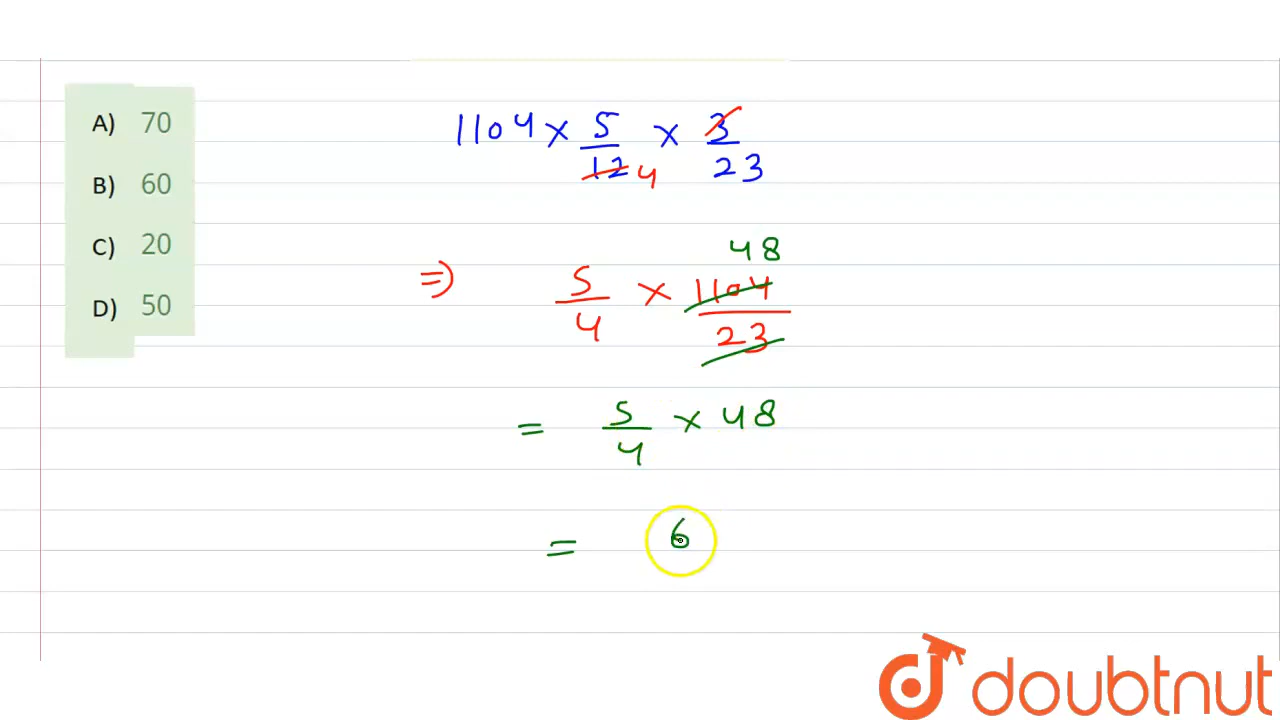 A) 70
B) 60
C) 20
D) 50
1104 × 5/12 4 × 3/23
⇒ 5/4 × 1104/23 48
= 5/4 × 48
= 6
doubtnut